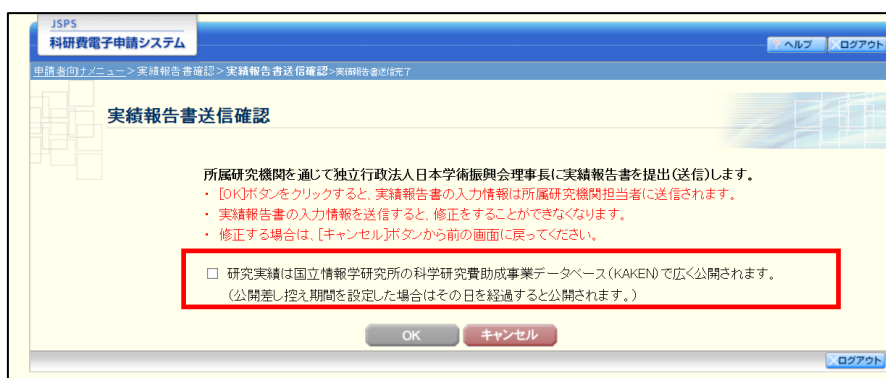 JSPS
科研費電子申請システム
ヘルプ ログアウト
申請者向けメニュー>実績報告書確認>実績報告書送信確認>実績報告書送信完了
実績報告書送信確認
所属研究機関を通じて独立行政法人日本学術振興会理事長に実績報告書を提出(送信)します。
・ [OK]ボタンをクリックすると、実績報告書の入力情報は所属研究機関担当者に送信されます。
・ 実績報告書の入力情報を送信すると、修正をすることができなくなります。
・ 修正する場合は、[キャンセル]ボタンから前の画面に戻ってください。
研究実績は国立情報学研究所の科学研究費助成事業データベース(KAKEN)で広く公開されます。
(公開差し控え期間を設定した場合はその日を経過すると公開されます。)
OK キャンセル
ログアウト